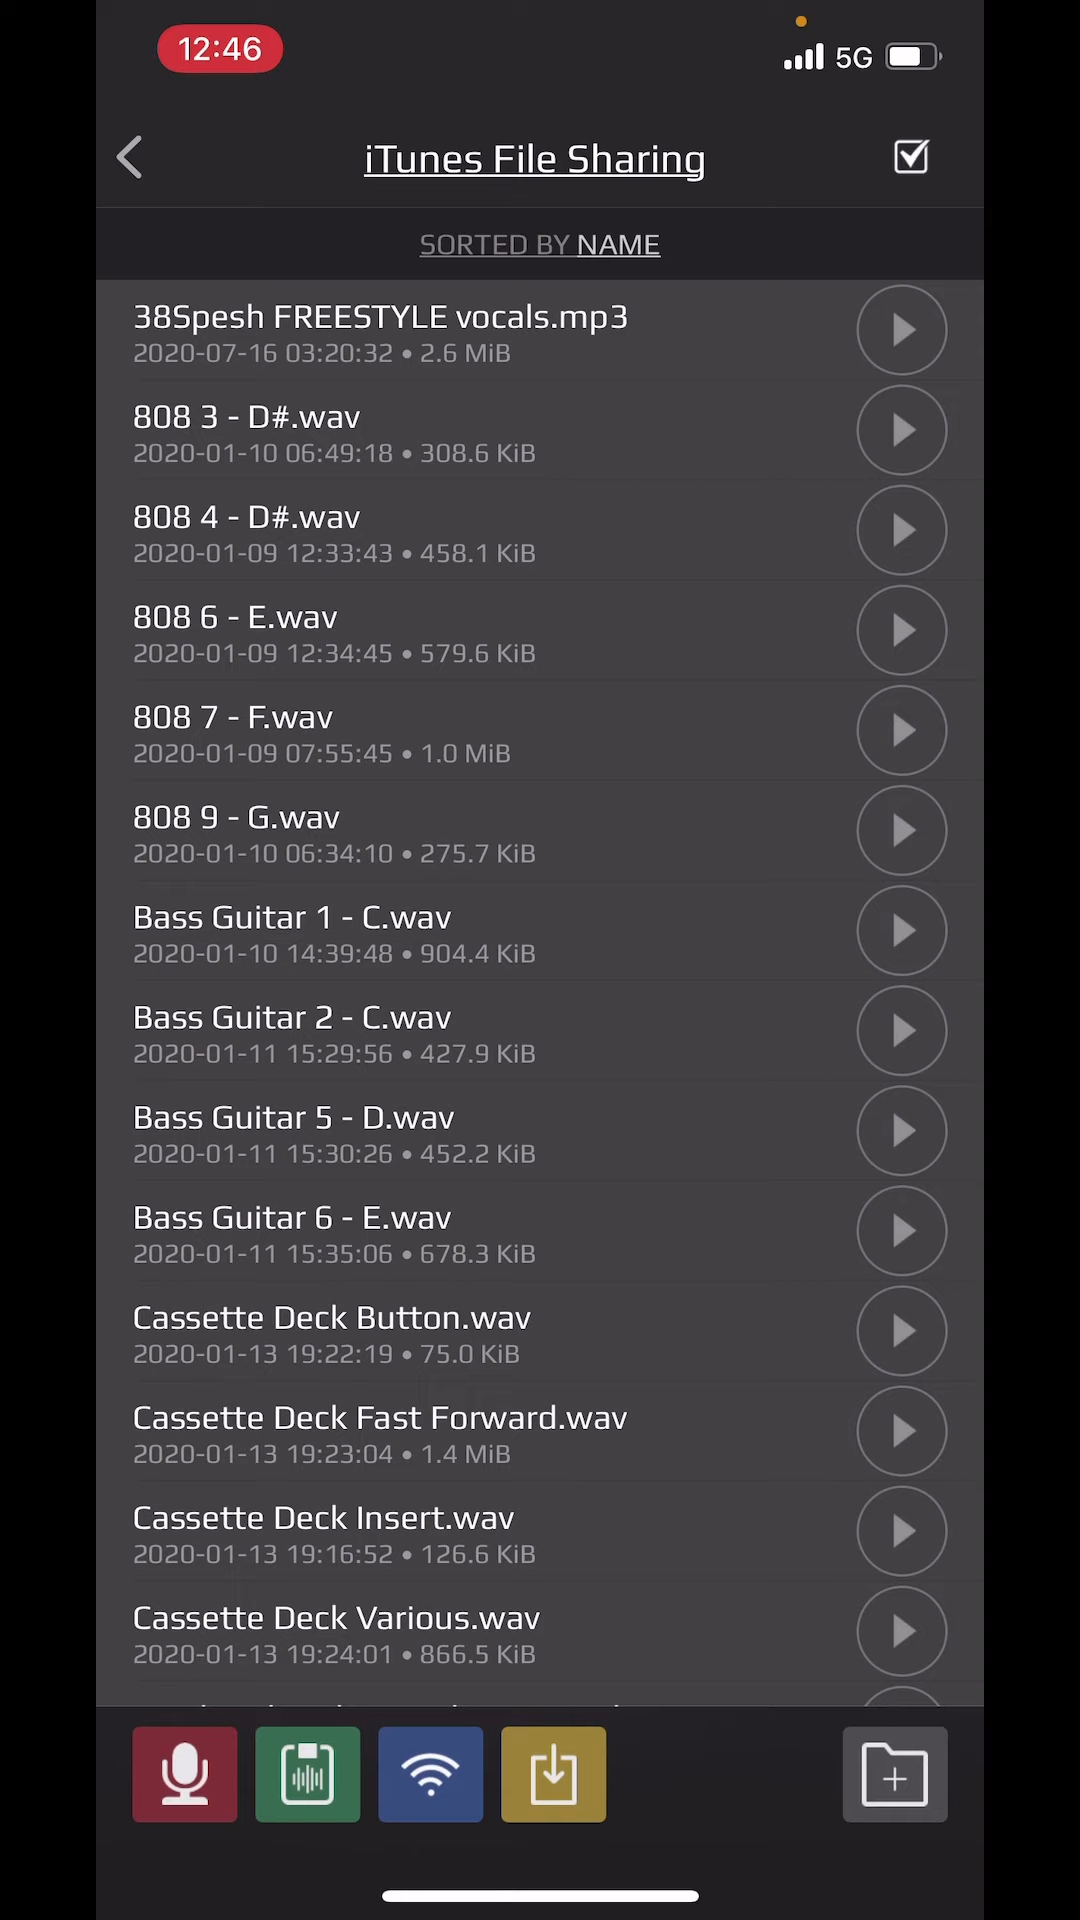 12:46
5G
iTunes File Sharing
SORTED BY NAME
38Spesh FREESTYLE vocals.mp3
2020-07-16 03:20:32 • 2.6 MiB
808 3 - D#.wav
2020-01-10 06:49:18 • 308.6 KiB
808 4 - D#.wav
2020-01-09 12:33:43 • 458.1 KiB
808 6 - E.wav
2020-01-09 12:34:45 • 579.6 KiB
808 7 - F.wav
2020-01-09 07:55:45 • 1.0 MiB
808 9 - G.wav
2020-01-10 06:34:10 • 275.7 KiB
Bass Guitar 1 - C.wav
2020-01-10 14:39:48 • 904.4 KiB
Bass Guitar 2 - C.wav
2020-01-11 15:29:56 • 427.9 KiB
Bass Guitar 5 - D.wav
2020-01-11 15:30:26 • 452.2 KiB
Bass Guitar 6 - E.wav
2020-01-11 15:35:06 • 678.3 KiB
Cassette Deck Button.wav
2020-01-13 19:22:19 • 75.0 KiB
Cassette Deck Fast Forward.wav
2020-01-13 19:23:04 • 1.4 MiB
Cassette Deck Insert.wav
2020-01-13 19:16:52 • 126.6 KiB
Cassette Deck Various.wav
2020-01-13 19:24:01 • 866.5 KiB